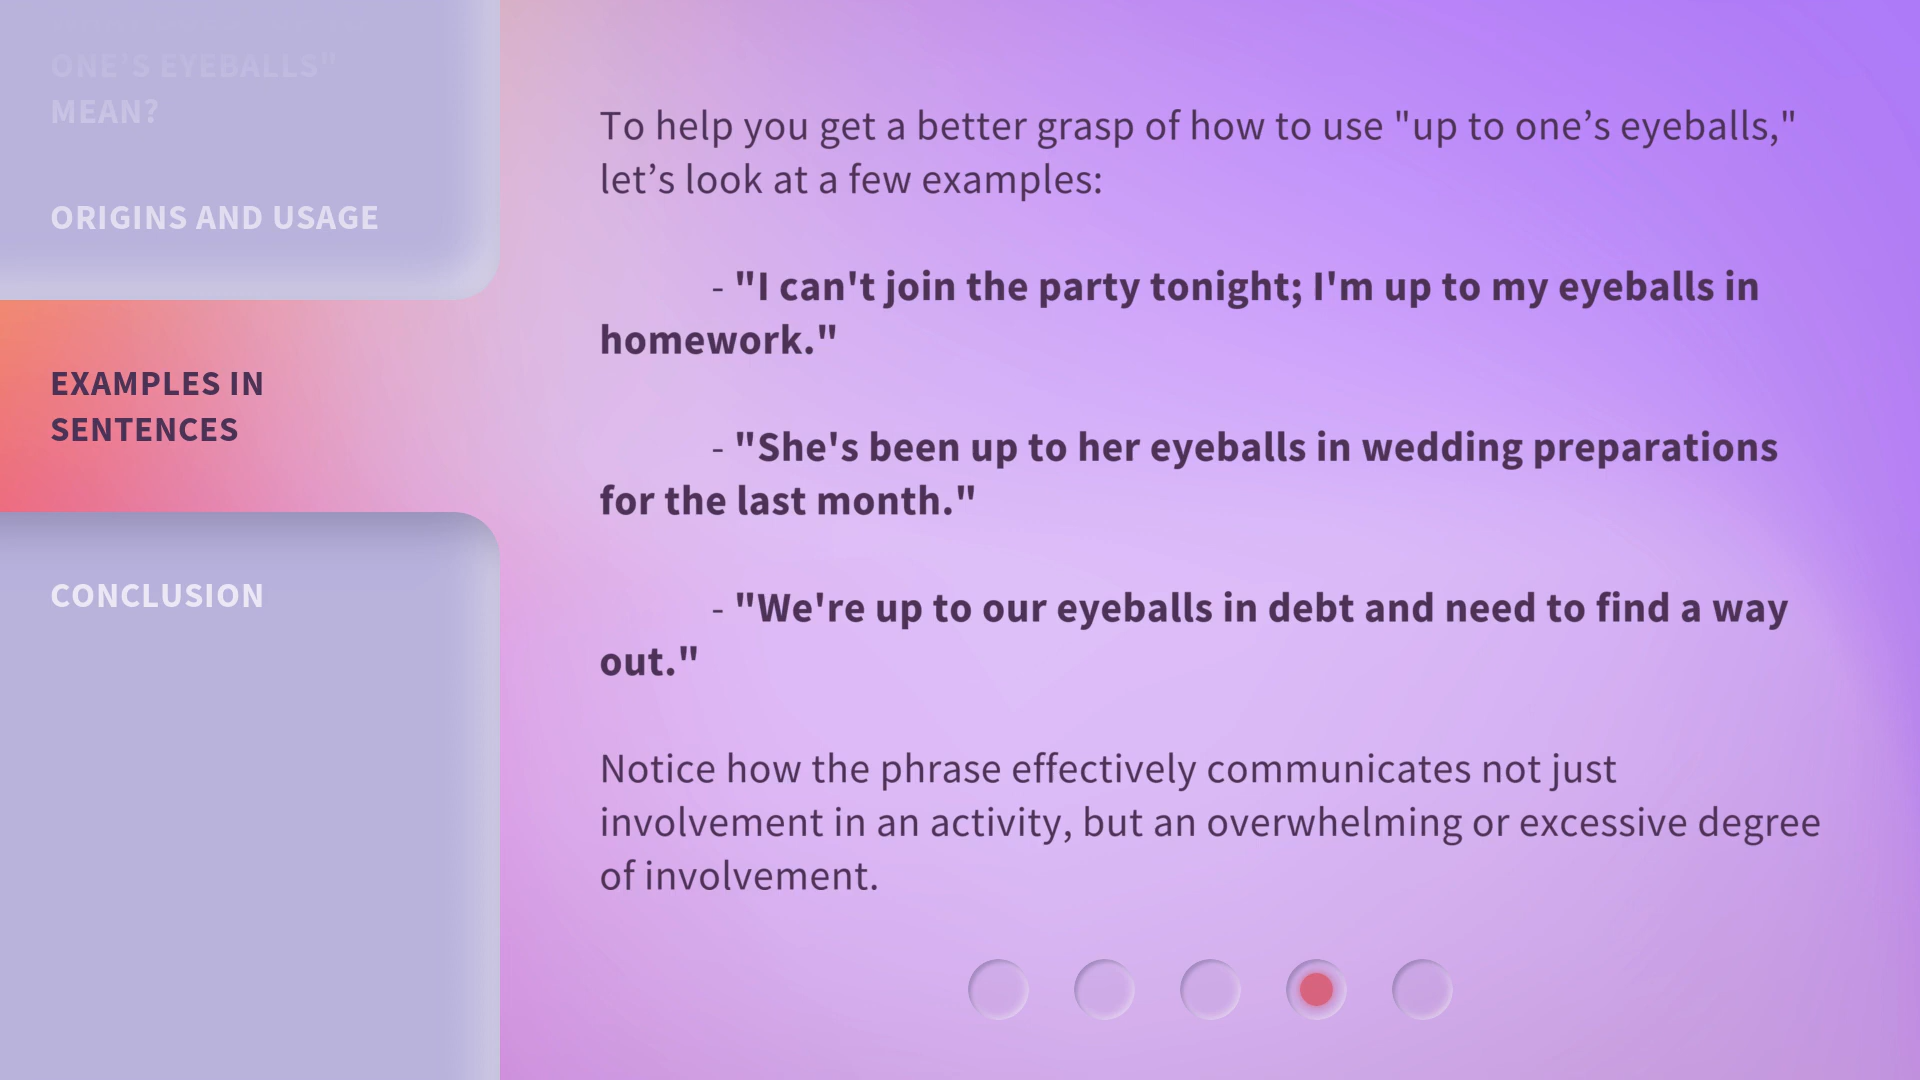 ONE’S EYEBALLS"
MEAN?
ORIGINS AND USAGE
EXAMPLES IN
SENTENCES
CONCLUSION
To help you get a better grasp of how to use "up to one’s eyeballs,"
let’s look at a few examples:
- "I can't join the party tonight; I'm up to my eyeballs in
homework."
- "She's been up to her eyeballs in wedding preparations
for the last month."
- "We're up to our eyeballs in debt and need to find a way
out."
Notice how the phrase effectively communicates not just
involvement in an activity, but an overwhelming or excessive degree
of involvement.